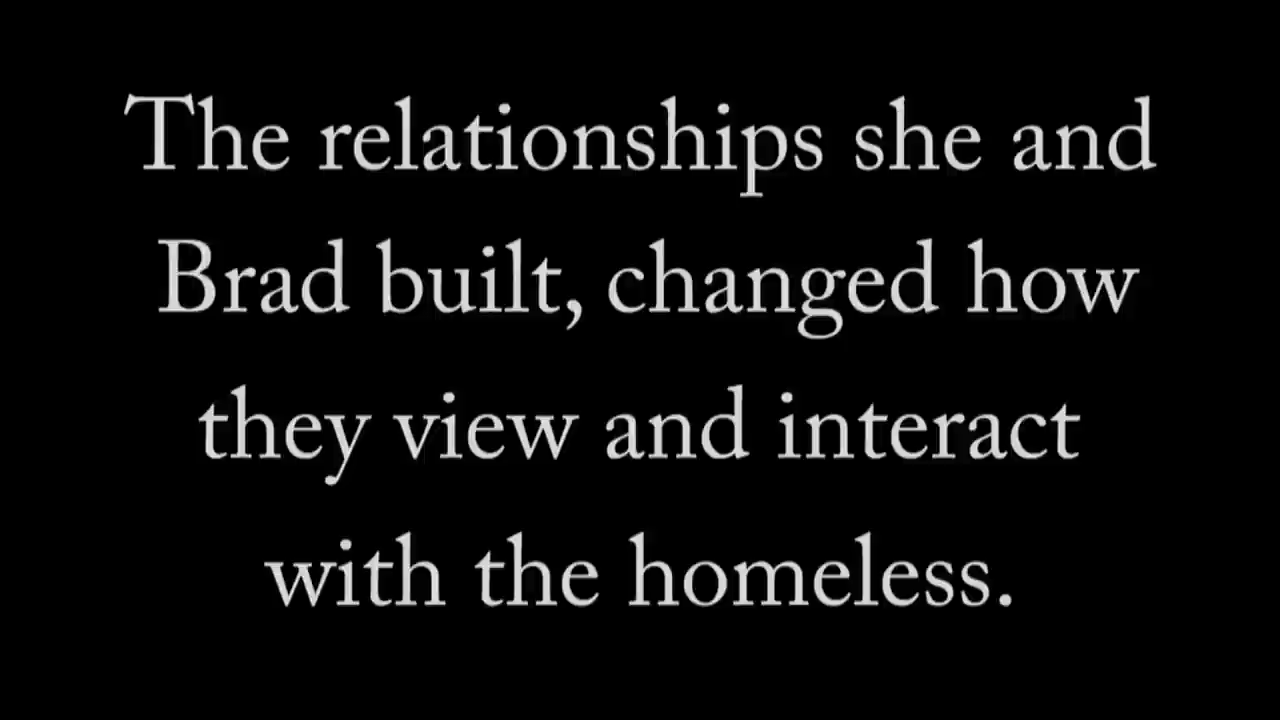 The relationships she and
Brad built, changed how
they view and interact
with the homeless.